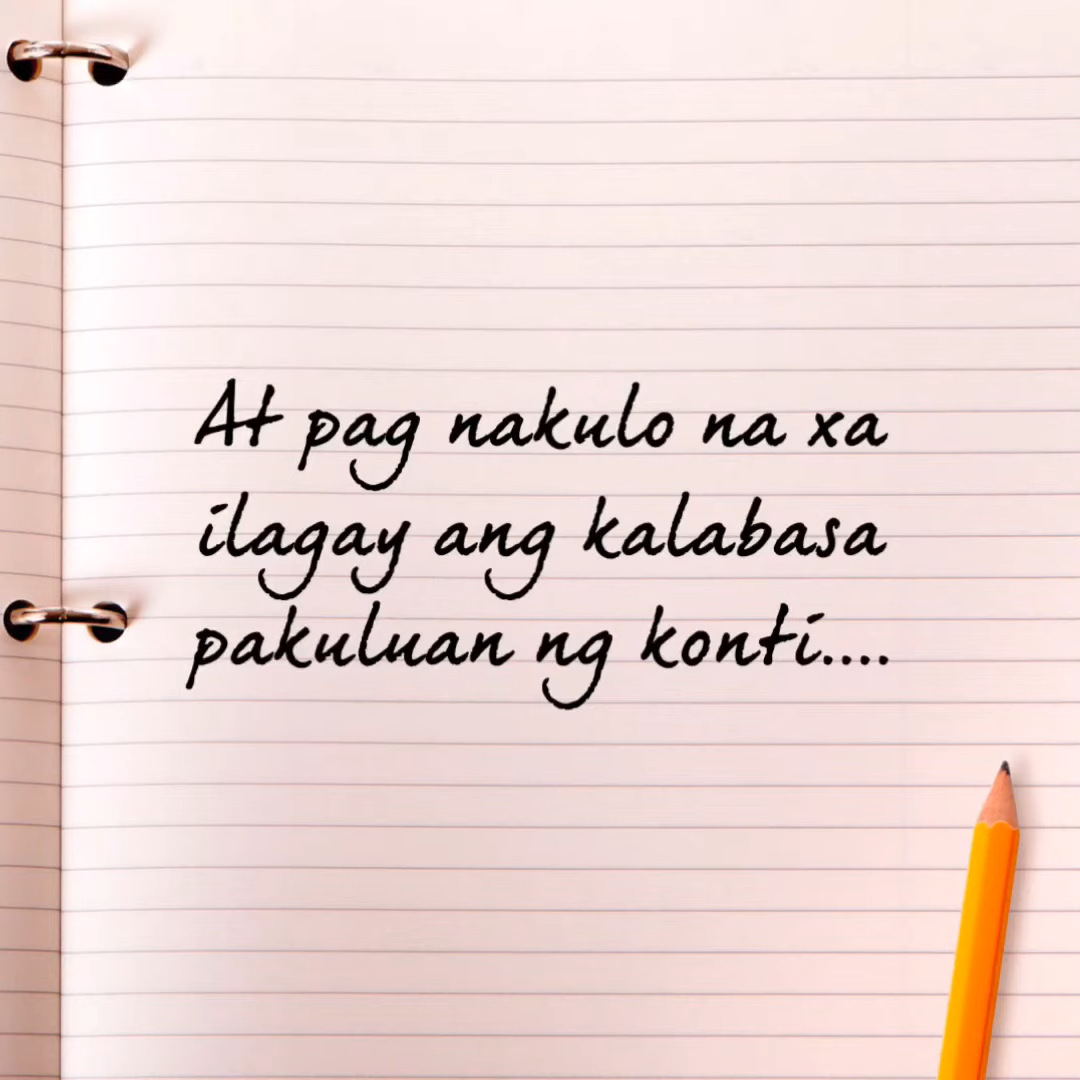 At pag nakulo na xa
ilagay ang kalabasa
pakuluan ng konti....